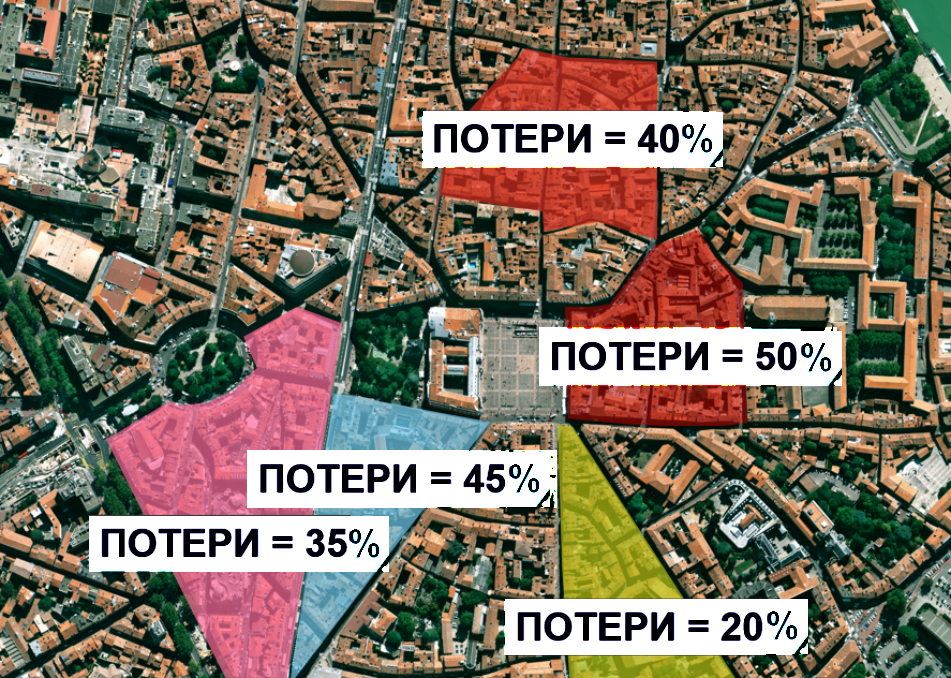 ПОТЕРИ = 40%
ПОТЕРИ = 50%
ПОТЕРИ = 45%
ПОТЕРИ = 35%
ПОТЕРИ = 20%